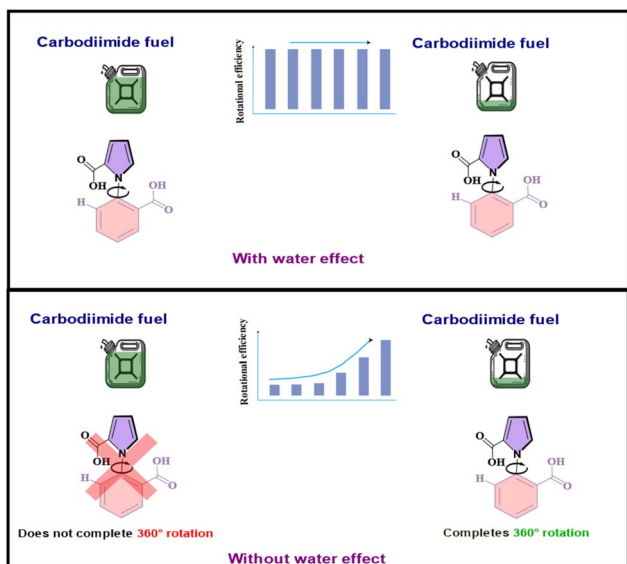 Carbodiimide fuel
Carbodiimide fuel
Rotational efficiency
O
OH
N
H
OH
O
O
OH
N
H
OH
O
With water effect
Carbodiimide fuel
Carbodiimide fuel
Rotational efficiency
O
OH
N
H
OH
O
O
OH
N
H
OH
O
Does not complete 360° rotation
Completes 360° rotation
Without water effect